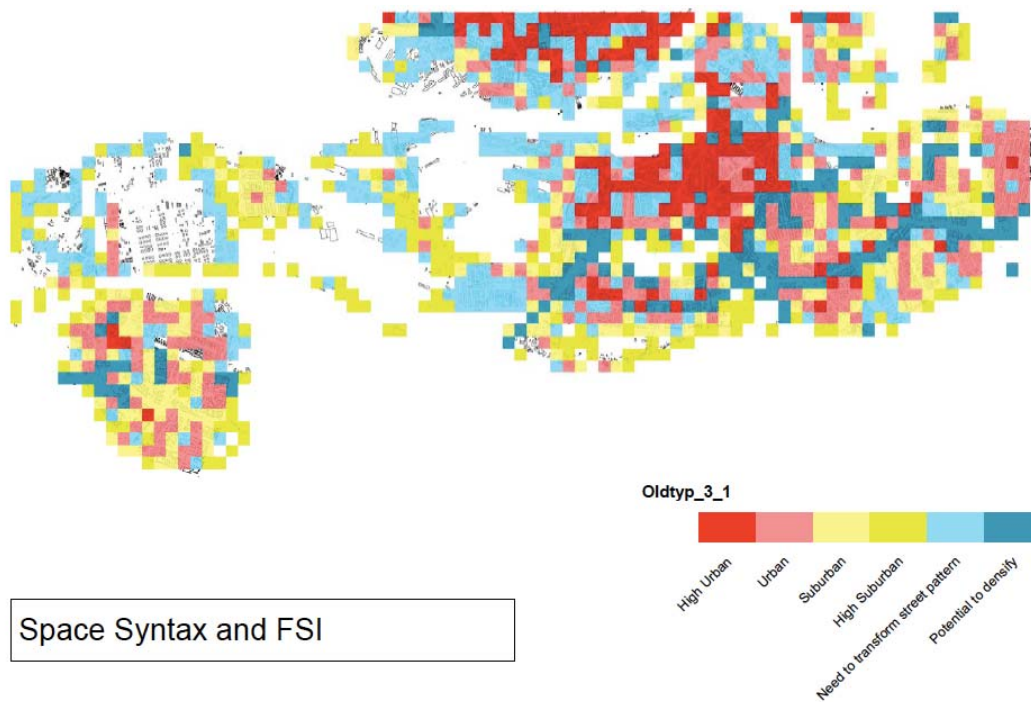 Oldtyp_3_1
High Urban
Urban
Suburban
High Suburban
Need to transform street pattern
Potential to densify
Space Syntax and FSI